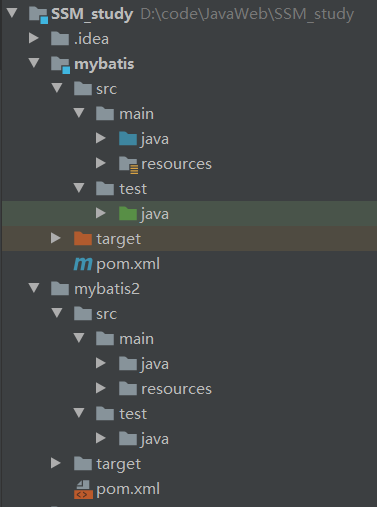 SSM_study D:\code\JavaWeb\SSM_study
.idea
mybatis
src
main
java
resources
test
java
target
pom.xml
mybatis2
src
main
java
resources
test
java
target
pom.xml